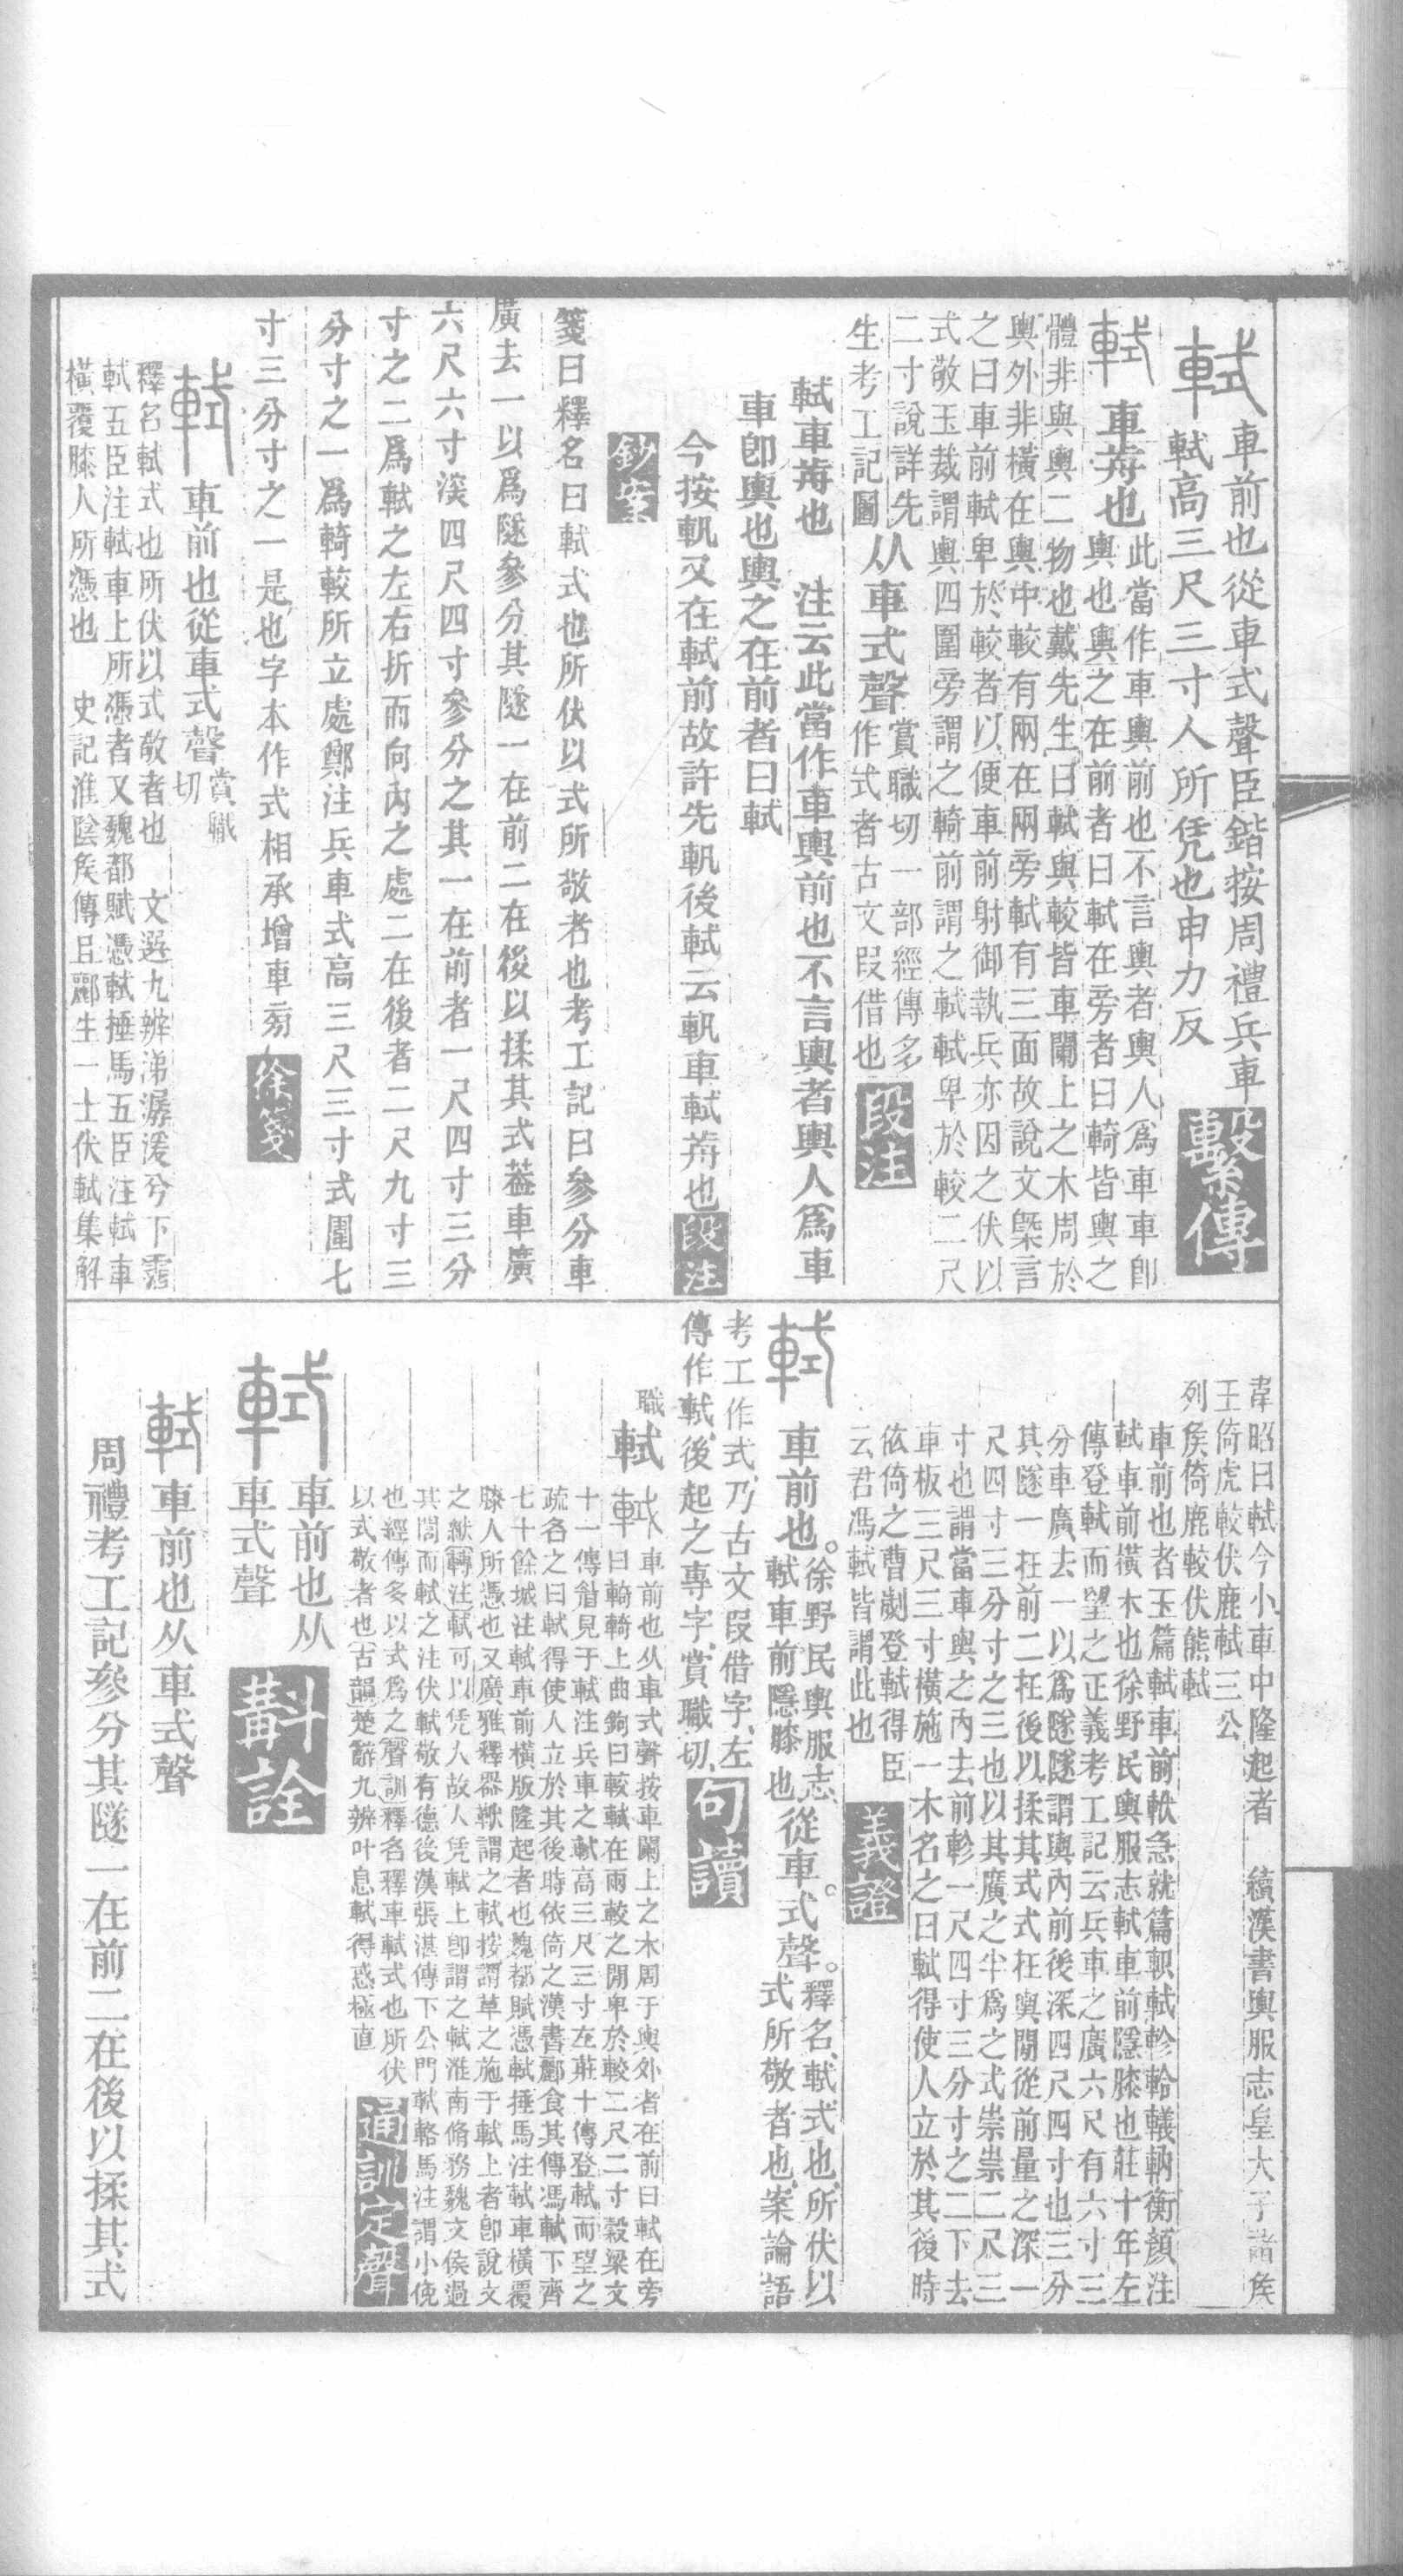 軾車前也從車式聲臣鍇按周禮兵車
軾高三尺三寸人所凭也申力反 繫傳
軾 車前也此當作車輿前也不言輿者輿人爲車車卽
輿也輿之在前者曰軾在旁者曰輢皆輿之
體非與輿二物也戴先生曰軾與較皆車闌上之木周於
輿外非橫在輿中較有兩在兩旁軾有三面故說文槩言
之曰車前軾卑於較者以便車前射御執兵亦因之伏以
式敬玉裁謂輿四圍旁謂之輢前謂之軾軾卑於較二尺
二寸說詳先
生考工記圖 从車式聲 賞職切一部經傳多
作式者古文叚借也 段注
軾車歬也 注云此當作車輿前也不言輿者輿人爲車
車卽輿也輿之在前者曰軾
今按軓又在軾前故許先軓後軾云軓車軾歬也 段注
鈔案
箋曰釋名曰軾式也所伏以式所敬者也考工記曰參分車
廣去一以爲隧參分其隧一在前二在後以揉其式葢車廣
六尺六寸深四尺四寸參分之其一在前者一尺四寸三分
寸之二爲軾之左右折而向內之處二在後者二尺九寸三
分寸之一爲輢較所立處鄭注兵車式高三尺三寸式圍七
寸三分寸之一是也字本作式相承增車㫄 徐箋
軾 車前也從車式聲賞職
切
釋名軾式也所伏以式敬者也 文選九辨涕潺湲兮下霑
軾五臣注軾車上所憑者又魏都賦憑軾捶馬五臣注軾車
橫覆膝人所憑也 史記淮陰矦傳且酈生一士伏軾集解
韋昭曰軾今小車中隆起者 續漢書輿服志皇大子諸矦
王倚虎較伏鹿軾三公
列矦倚鹿較伏熊軾
車前也者玉篇軾車前軾急就篇軹軾軫軨轙軜衡顏注
軾車前橫木也徐野民輿服志軾車前隱膝也莊十年左
傳登軾而望之正義考工記云兵車之廣六尺有六寸三
分車廣去一以爲隧隧謂輿內前後深四尺四寸也三分
其隧一在前二在後以揉其式式在輿閒從前量之深一
尺四寸三分寸之三也以其廣之半爲之式崇崇二尺三
寸也謂當車輿之內去前軫一尺四寸三分寸之二下去
車板三尺三寸橫施一木名之曰軾得使人立於其後時
依倚之曹劌登軾得臣
云君馮軾皆謂此也 義證
軾 車前也。徐野民輿服志、
軾車前隱膝也 從車式聲。釋名、軾式也、所伏以
式所敬者也、案論語
考工作式、乃古文叚借字、左
傳作軾、後起之專字、賞職切、 句讀
職
軾 軾 車前也从車式聲按車闌上之木周于輿外者在前曰軾在旁
曰輢輢上曲鉤曰較軾在兩較之閒卑於較二尺二寸穀梁文
十一傳眉見于軾注兵車之軾高三尺三寸左莊十傳登軾而望之
疏各之曰軾得使人立於其後時依倚之漢書酈食其傳馮軾下齊
七十餘城注軾車前橫版隆起者也魏都賦憑軾捶馬注軾車橫覆
膝人所憑也又廣雅釋器㯻謂之軾按謂革之施于軾上者卽說文
之㯻轉注軾可以凭人故人凭軾上卽謂之軾淮南脩務魏文侯過
其閭而軾之注伏軾敬有德後漢張湛傳下公門軾輅馬注謂小俛
也經傳多以式爲之聲訓釋名釋車軾式也所伏
以式敬者也古韻楚辭九辨叶息軾得惑極直 通訓定聲
軾 車前也从
車式聲 斠詮
軾車前也从車式聲
周禮考工記參分其隧一在前二在後以揉其式